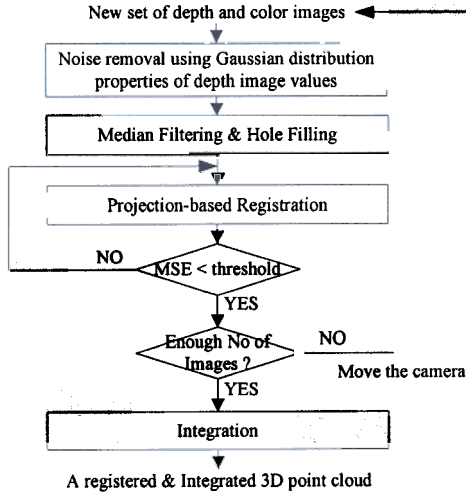 New set of depth and color images
Noise removal using Gaussian distribution
properties of depth image values
Median Filtering & Hole Filling
Projection-based Registration
NO
MSE < threshold
YES
Enough No of
Images ?
NO
Move the camera
YES
Integration
A registered & Integrated 3D point cloud